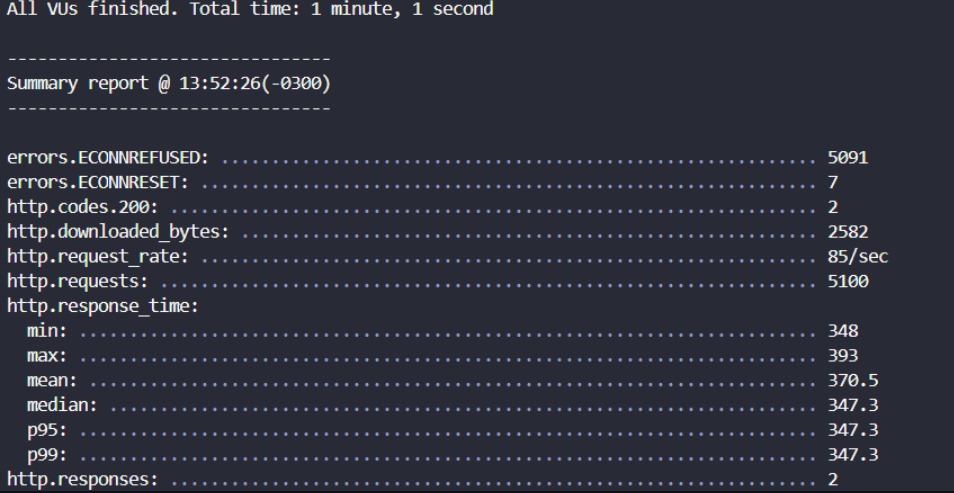 All VUs finished. Total time: 1 minute, 1 second
--------------------------------
Summary report @ 13:52:26(-0300)
--------------------------------
errors.ECONNREFUSED: ........................................................... 5091
errors.ECONNRESET: ............................................................. 7
http.codes.200: ................................................................ 2
http.downloaded_bytes: ......................................................... 2582
http.request_rate: ............................................................. 85/sec
http.requests: ................................................................. 5100
http.response_time:
  min: ......................................................................... 348
  max: ......................................................................... 393
  mean: ........................................................................ 370.5
  median: ...................................................................... 347.3
  p95: ......................................................................... 347.3
  p99: ......................................................................... 347.3
http.responses: ................................................................ 2